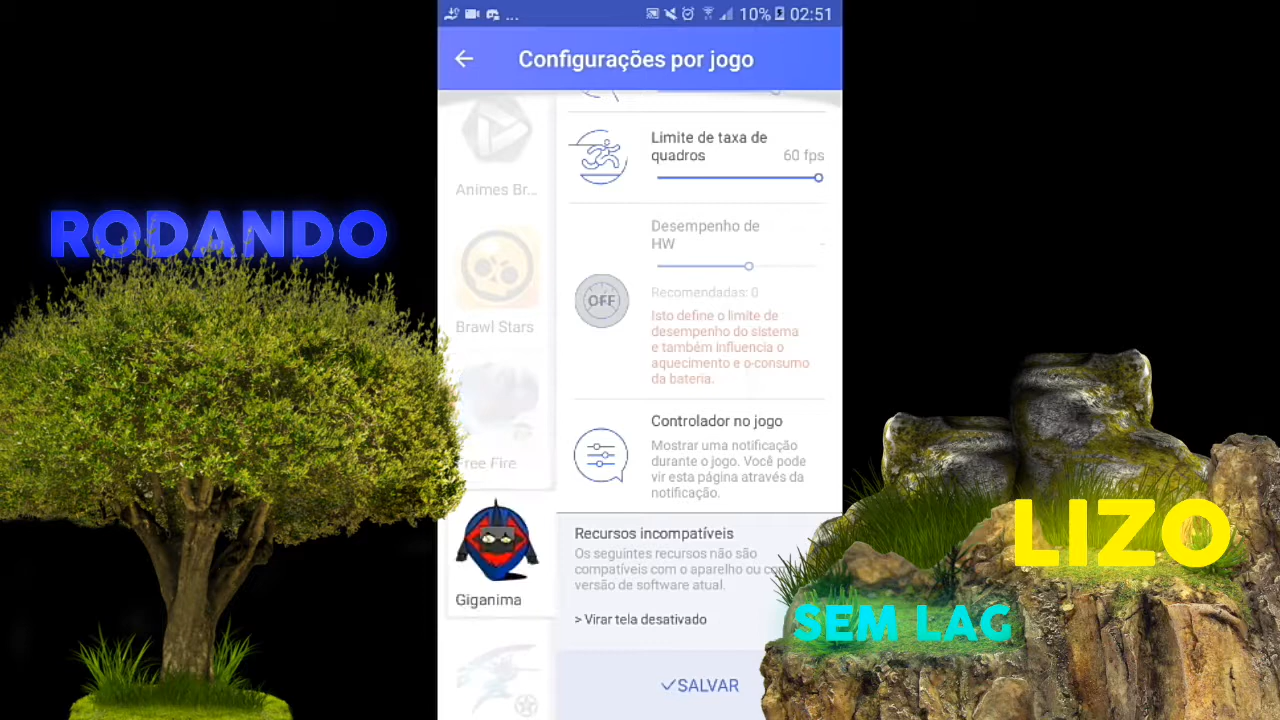 ... 10% 02:51
Configurações por jogo
Animes Br...
Limite de taxa de
quadros 60 fps
RODANDO
Desempenho de
HW -
OFF
Recomendadas: 0
Isto define o limite de
desempenho do sistema
e também influencia o
aquecimento e o consumo
da bateria.
Brawl Stars
Controlador no jogo
Mostrar uma notificação
durante o jogo. Você pode
vir esta página através da
notificação.
Free Fire
Recursos incompatíveis
Os seguintes recursos não são
compatíveis com o aparelho ou
versão de software atual.
Giganima
> Virar tela desativado
LIZO
SEM LAG
SALVAR